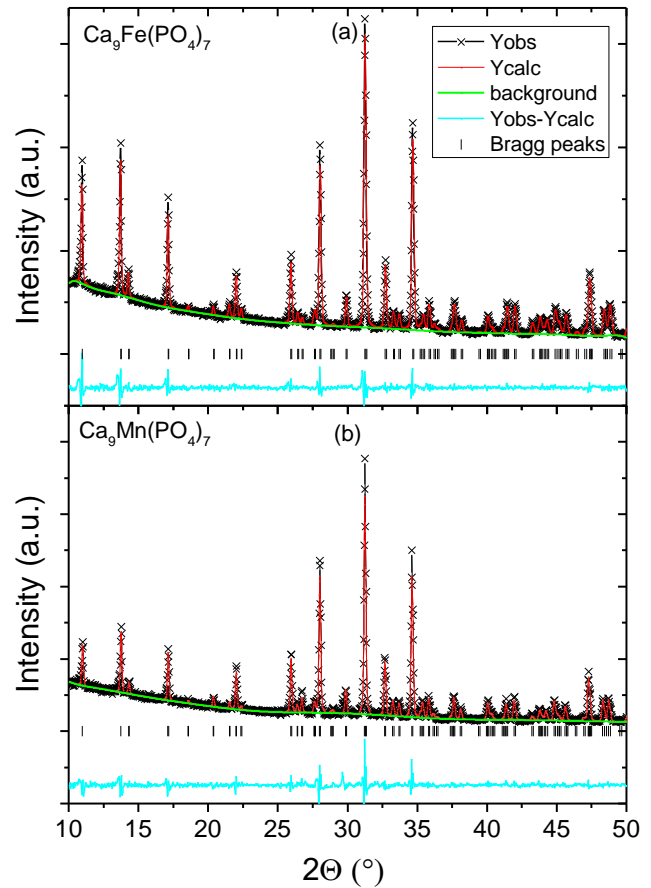 Ca₉Fe(PO₄)₇
(a)
Yobs
Ycalc
background
Yobs-Ycalc
Bragg peaks
Intensity (a.u.)
Ca₉Mn(PO₄)₇
(b)
Intensity (a.u.)
10 15 20 25 30 35 40 45 50
2Θ (°)